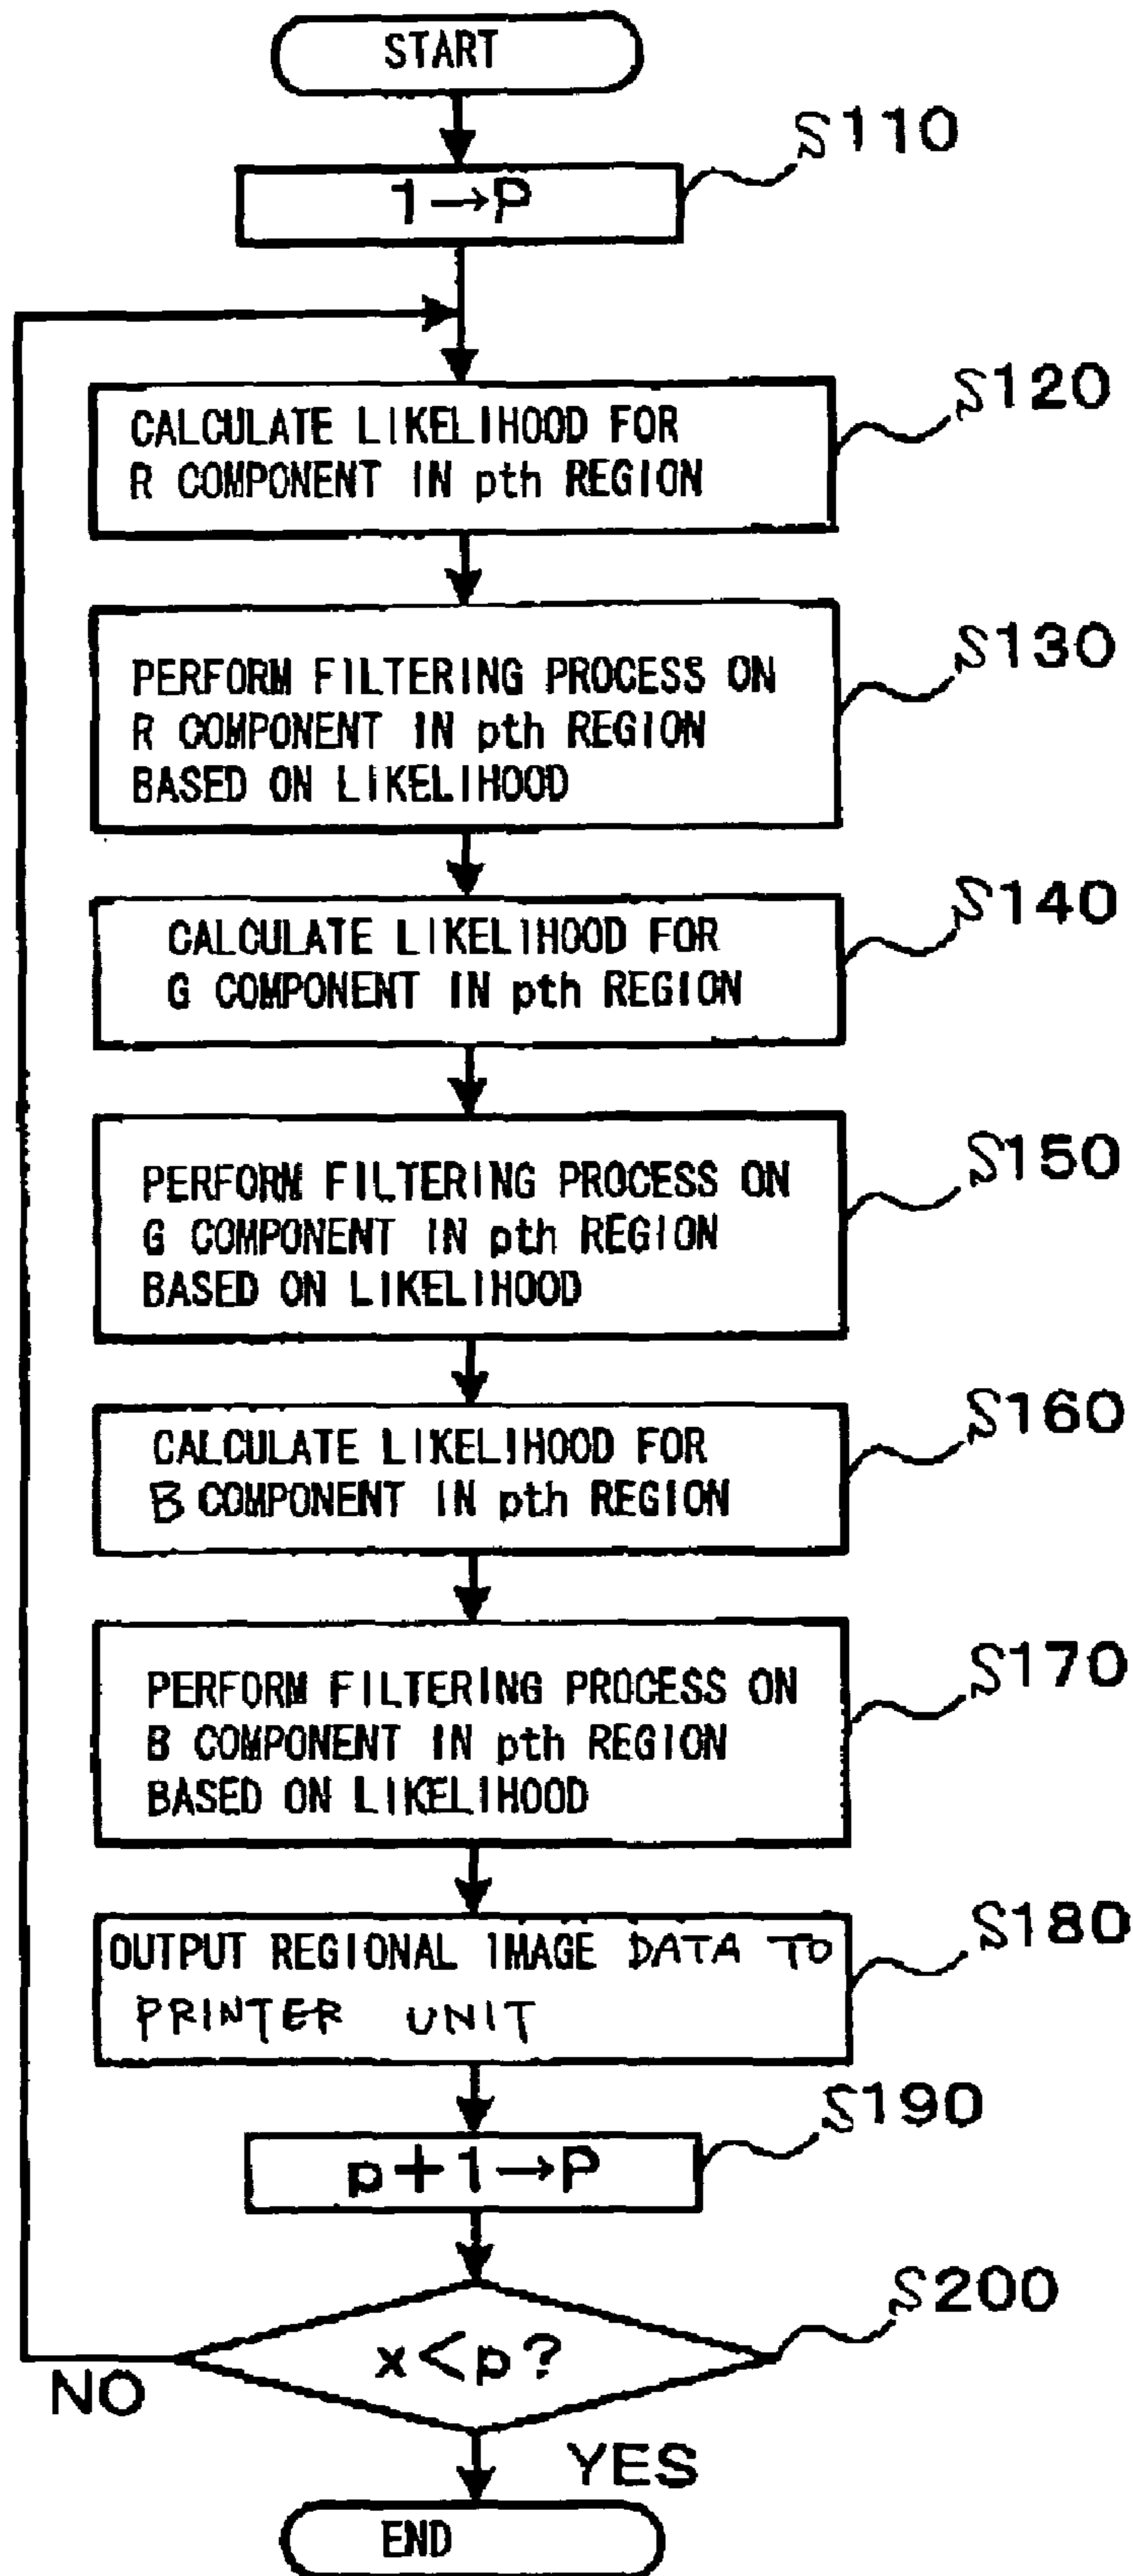 START
S110
1→P
S120
CALCULATE LIKELIHOOD FOR
R COMPONENT IN pth REGION
S130
PERFORM FILTERING PROCESS ON
R COMPONENT IN pth REGION
BASED ON LIKELIHOOD
S140
CALCULATE LIKELIHOOD FOR
G COMPONENT IN pth REGION
S150
PERFORM FILTERING PROCESS ON
G COMPONENT IN pth REGION
BASED ON LIKELIHOOD
S160
CALCULATE LIKELIHOOD FOR
B COMPONENT IN pth REGION
S170
PERFORM FILTERING PROCESS ON
B COMPONENT IN pth REGION
BASED ON LIKELIHOOD
S180
OUTPUT REGIONAL IMAGE DATA TO
PRINTER UNIT
S190
p+1→P
S200
x<p?
NO
YES
END